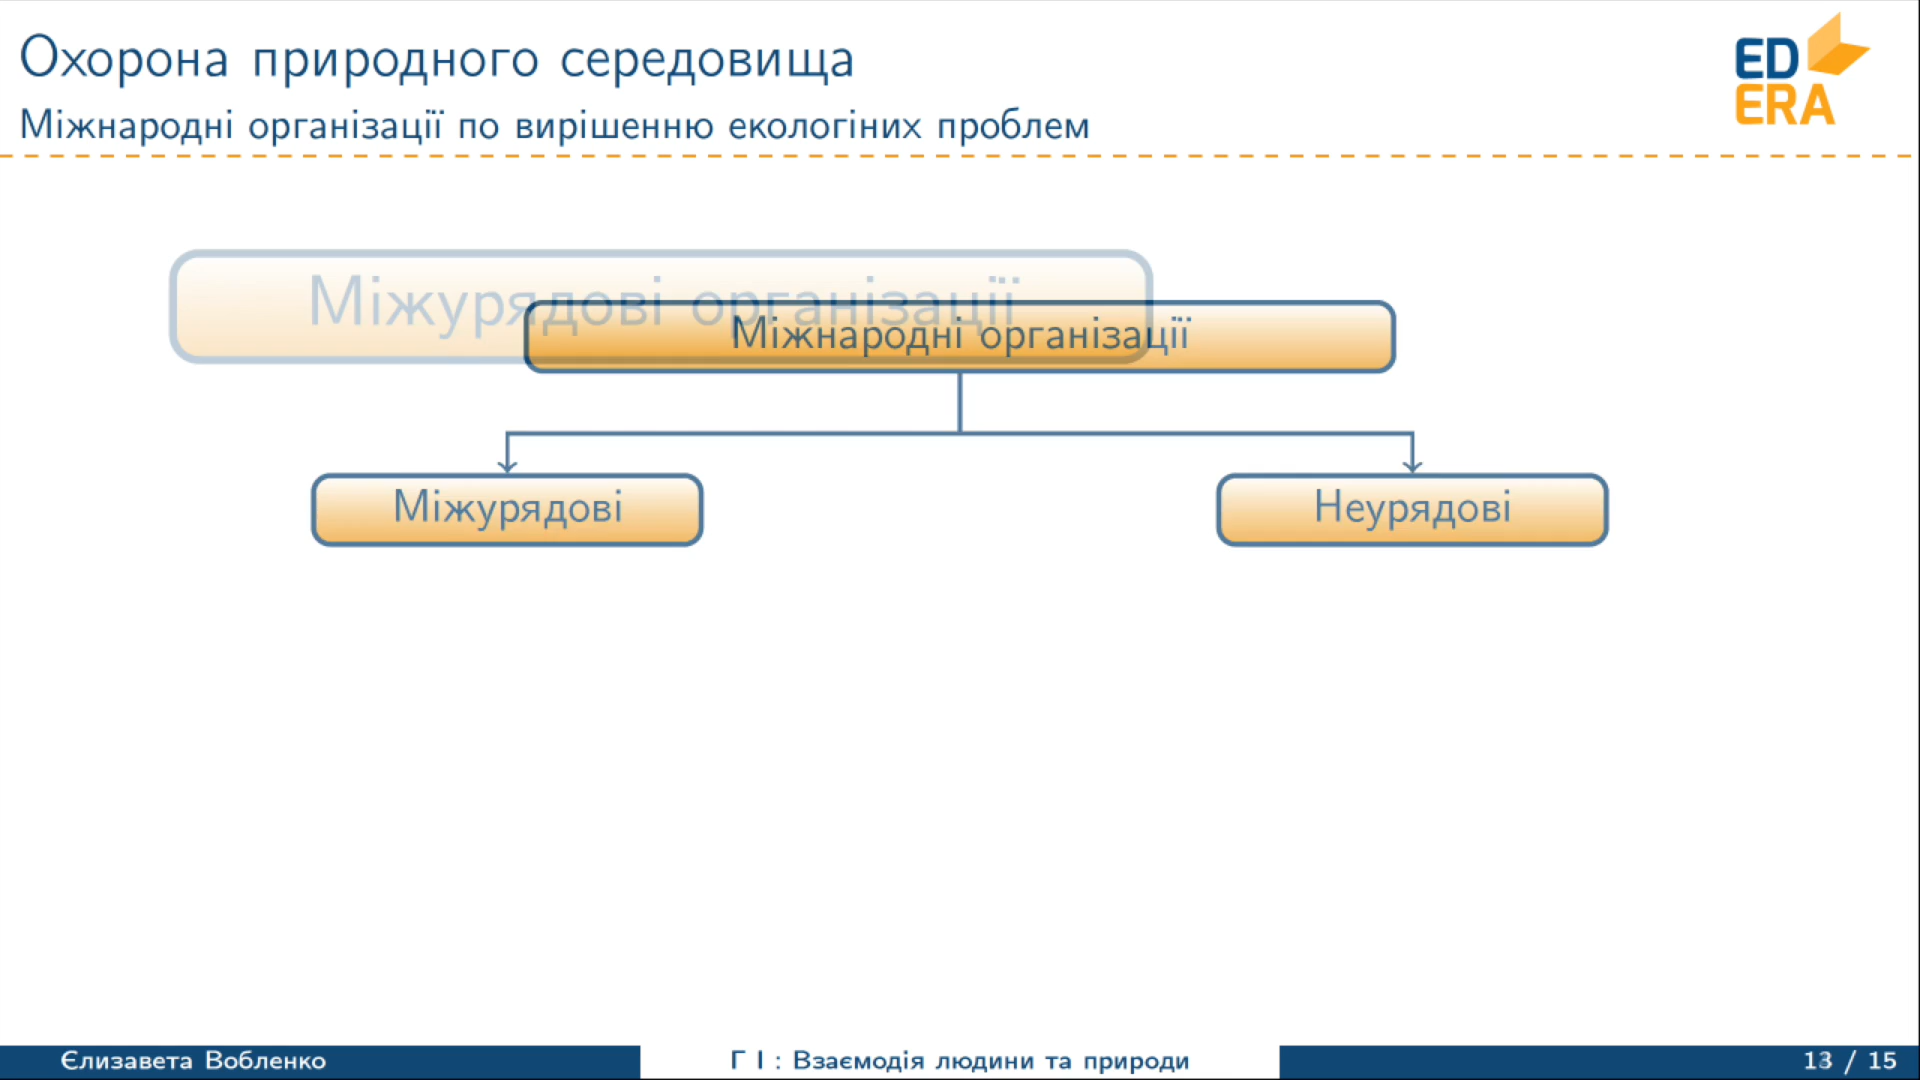 Охорона природного середовища
Міжнародні організації по вирішенню екологіних проблем
ED
ERA
Міжурядові організації
Міжнародні організації
Міжурядові
Неурядові
Єлизавета Вобленко
Г I : Взаємодія людини та природи
13 / 15